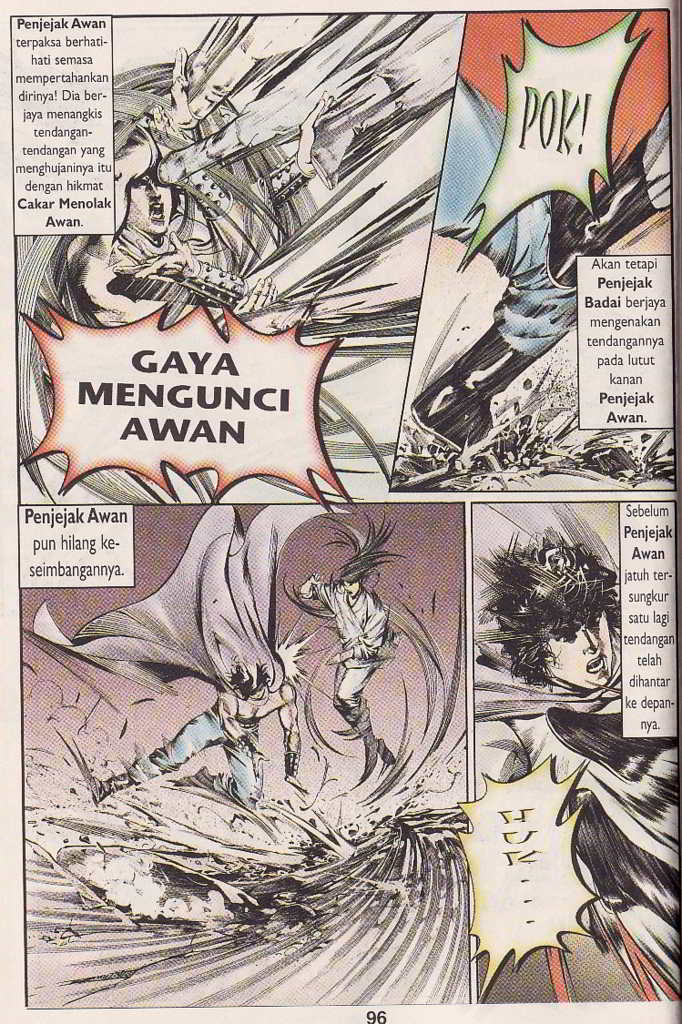 Penjejak Awan
terpaksa berhati-
hati semasa
mempertahankan
dirinya! Dia ber-
jaya menangkis
tendangan-
tendangan yang
menghujaninya itu
dengan hikmat
Cakar Menolak
Awan.
GAYA
MENGUNCI
AWAN
POK!
Akan tetapi
Penjejak
Badai berjaya
mengenakan
tendangannya
pada lutut
kanan
Penjejak
Awan.
Penjejak Awan
pun hilang ke-
seimbangannya.
Sebelum
Penjejak
Awan
jatuh ter-
sungkur
satu lagi
tendangan
telah
dihantar
ke depan-
nya.
96